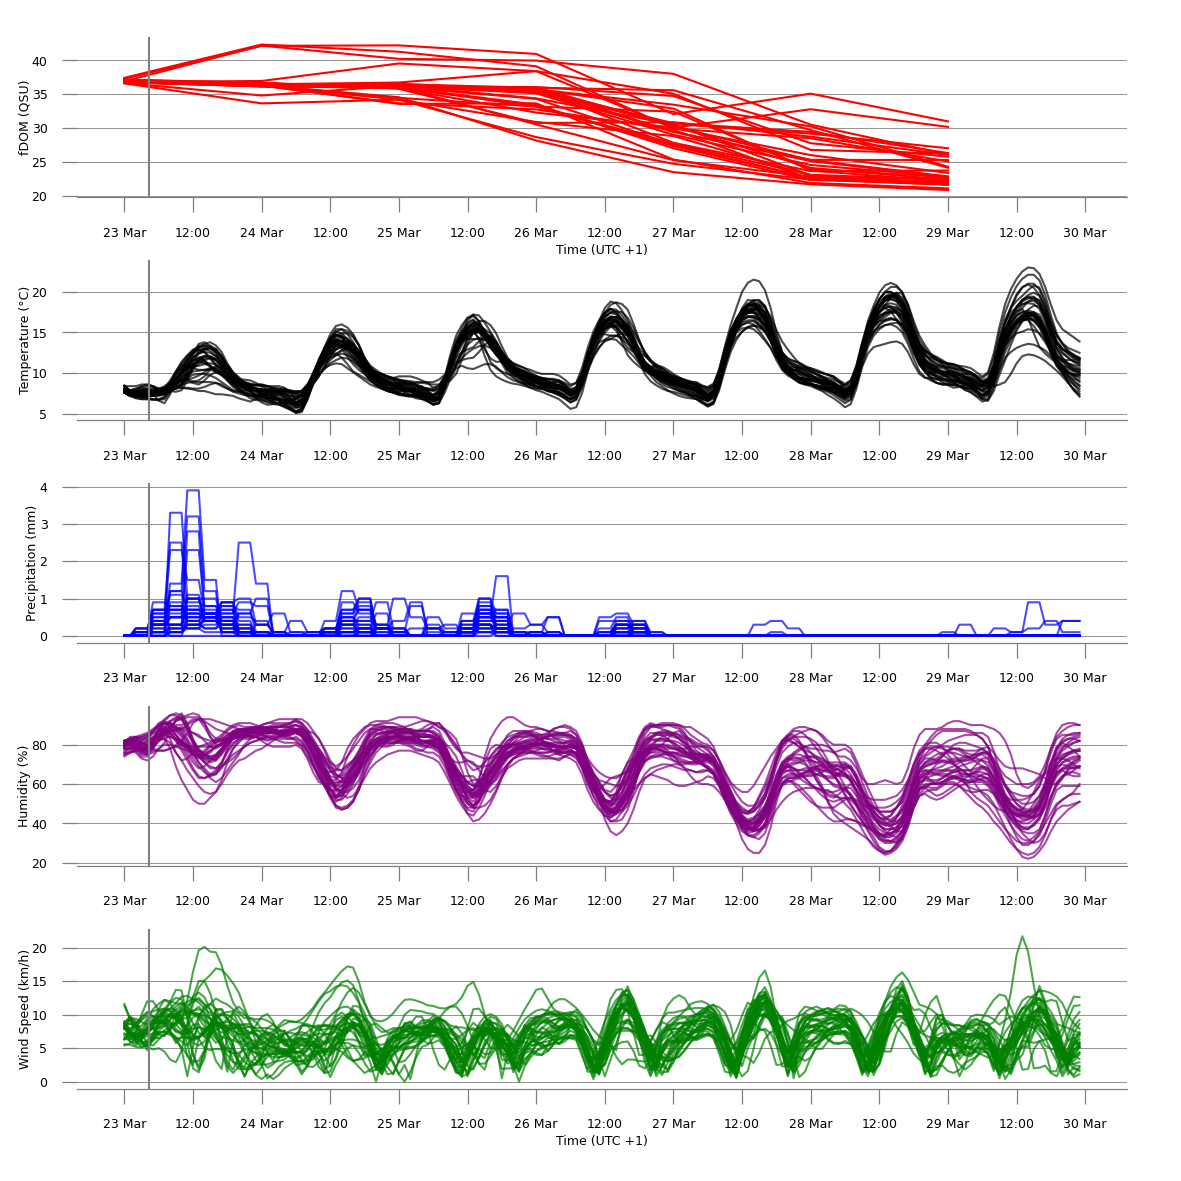 40
35
30
25
20
fDOM (QSU)
23 Mar 12:00 24 Mar 12:00 25 Mar 12:00 26 Mar 12:00 27 Mar 12:00 28 Mar 12:00 29 Mar 12:00 30 Mar
Time (UTC +1)
20
15
10
5
Temperature (°C)
23 Mar 12:00 24 Mar 12:00 25 Mar 12:00 26 Mar 12:00 27 Mar 12:00 28 Mar 12:00 29 Mar 12:00 30 Mar
4
3
2
1
0
Precipitation (mm)
23 Mar 12:00 24 Mar 12:00 25 Mar 12:00 26 Mar 12:00 27 Mar 12:00 28 Mar 12:00 29 Mar 12:00 30 Mar
80
60
40
20
Humidity (%)
23 Mar 12:00 24 Mar 12:00 25 Mar 12:00 26 Mar 12:00 27 Mar 12:00 28 Mar 12:00 29 Mar 12:00 30 Mar
20
15
10
5
0
Wind Speed (km/h)
23 Mar 12:00 24 Mar 12:00 25 Mar 12:00 26 Mar 12:00 27 Mar 12:00 28 Mar 12:00 29 Mar 12:00 30 Mar
Time (UTC +1)